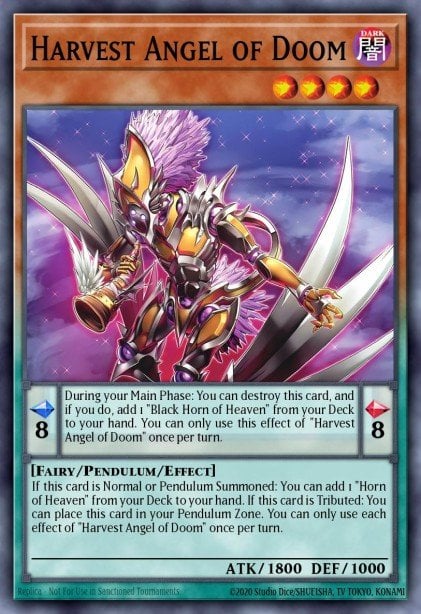 HARVEST ANGEL OF DOOM
DARK
闇
During your Main Phase: You can destroy this card, and
if you do, add 1 "Black Horn of Heaven" from your Deck
to your hand. You can only use this effect of "Harvest
Angel of Doom" once per turn.
8
8
[FAIRY/PENDULUM/EFFECT]
If this card is Normal or Pendulum Summoned: You can add 1 "Horn
of Heaven" from your Deck to your hand. If this card is Tributed: You
can place this card in your Pendulum Zone. You can only use each
effect of "Harvest Angel of Doom" once per turn.
ATK/1800 DEF/1000
Replica - Not For Use in Sanctioned Tournaments
©2020 Studio Dice/SHUEISHA, TV TOKYO, KONAMI